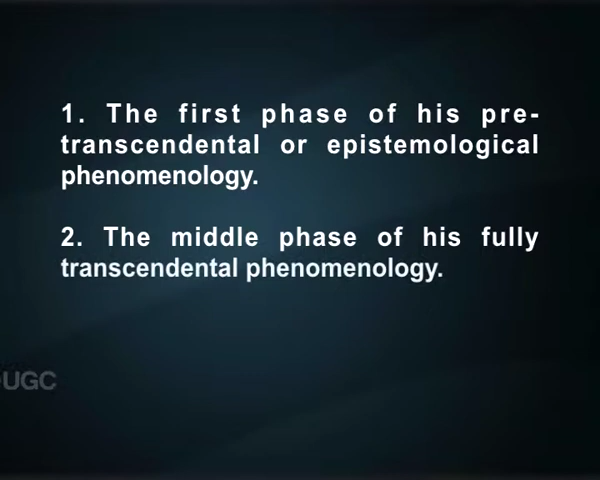 1. The first phase of his pre-
transcendental or epistemological
phenomenology.
2. The middle phase of his fully
transcendental phenomenology.
UGC